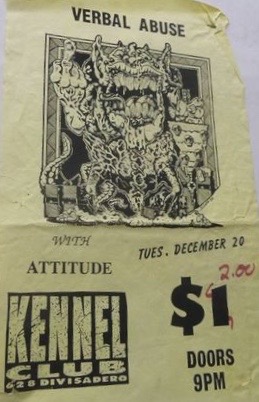 VERBAL ABUSE
WITH
ATTITUDE
TUES. DECEMBER 20
2.00
$1
KENNEL
CLUB
628 DIVISADERO
DOORS
9PM